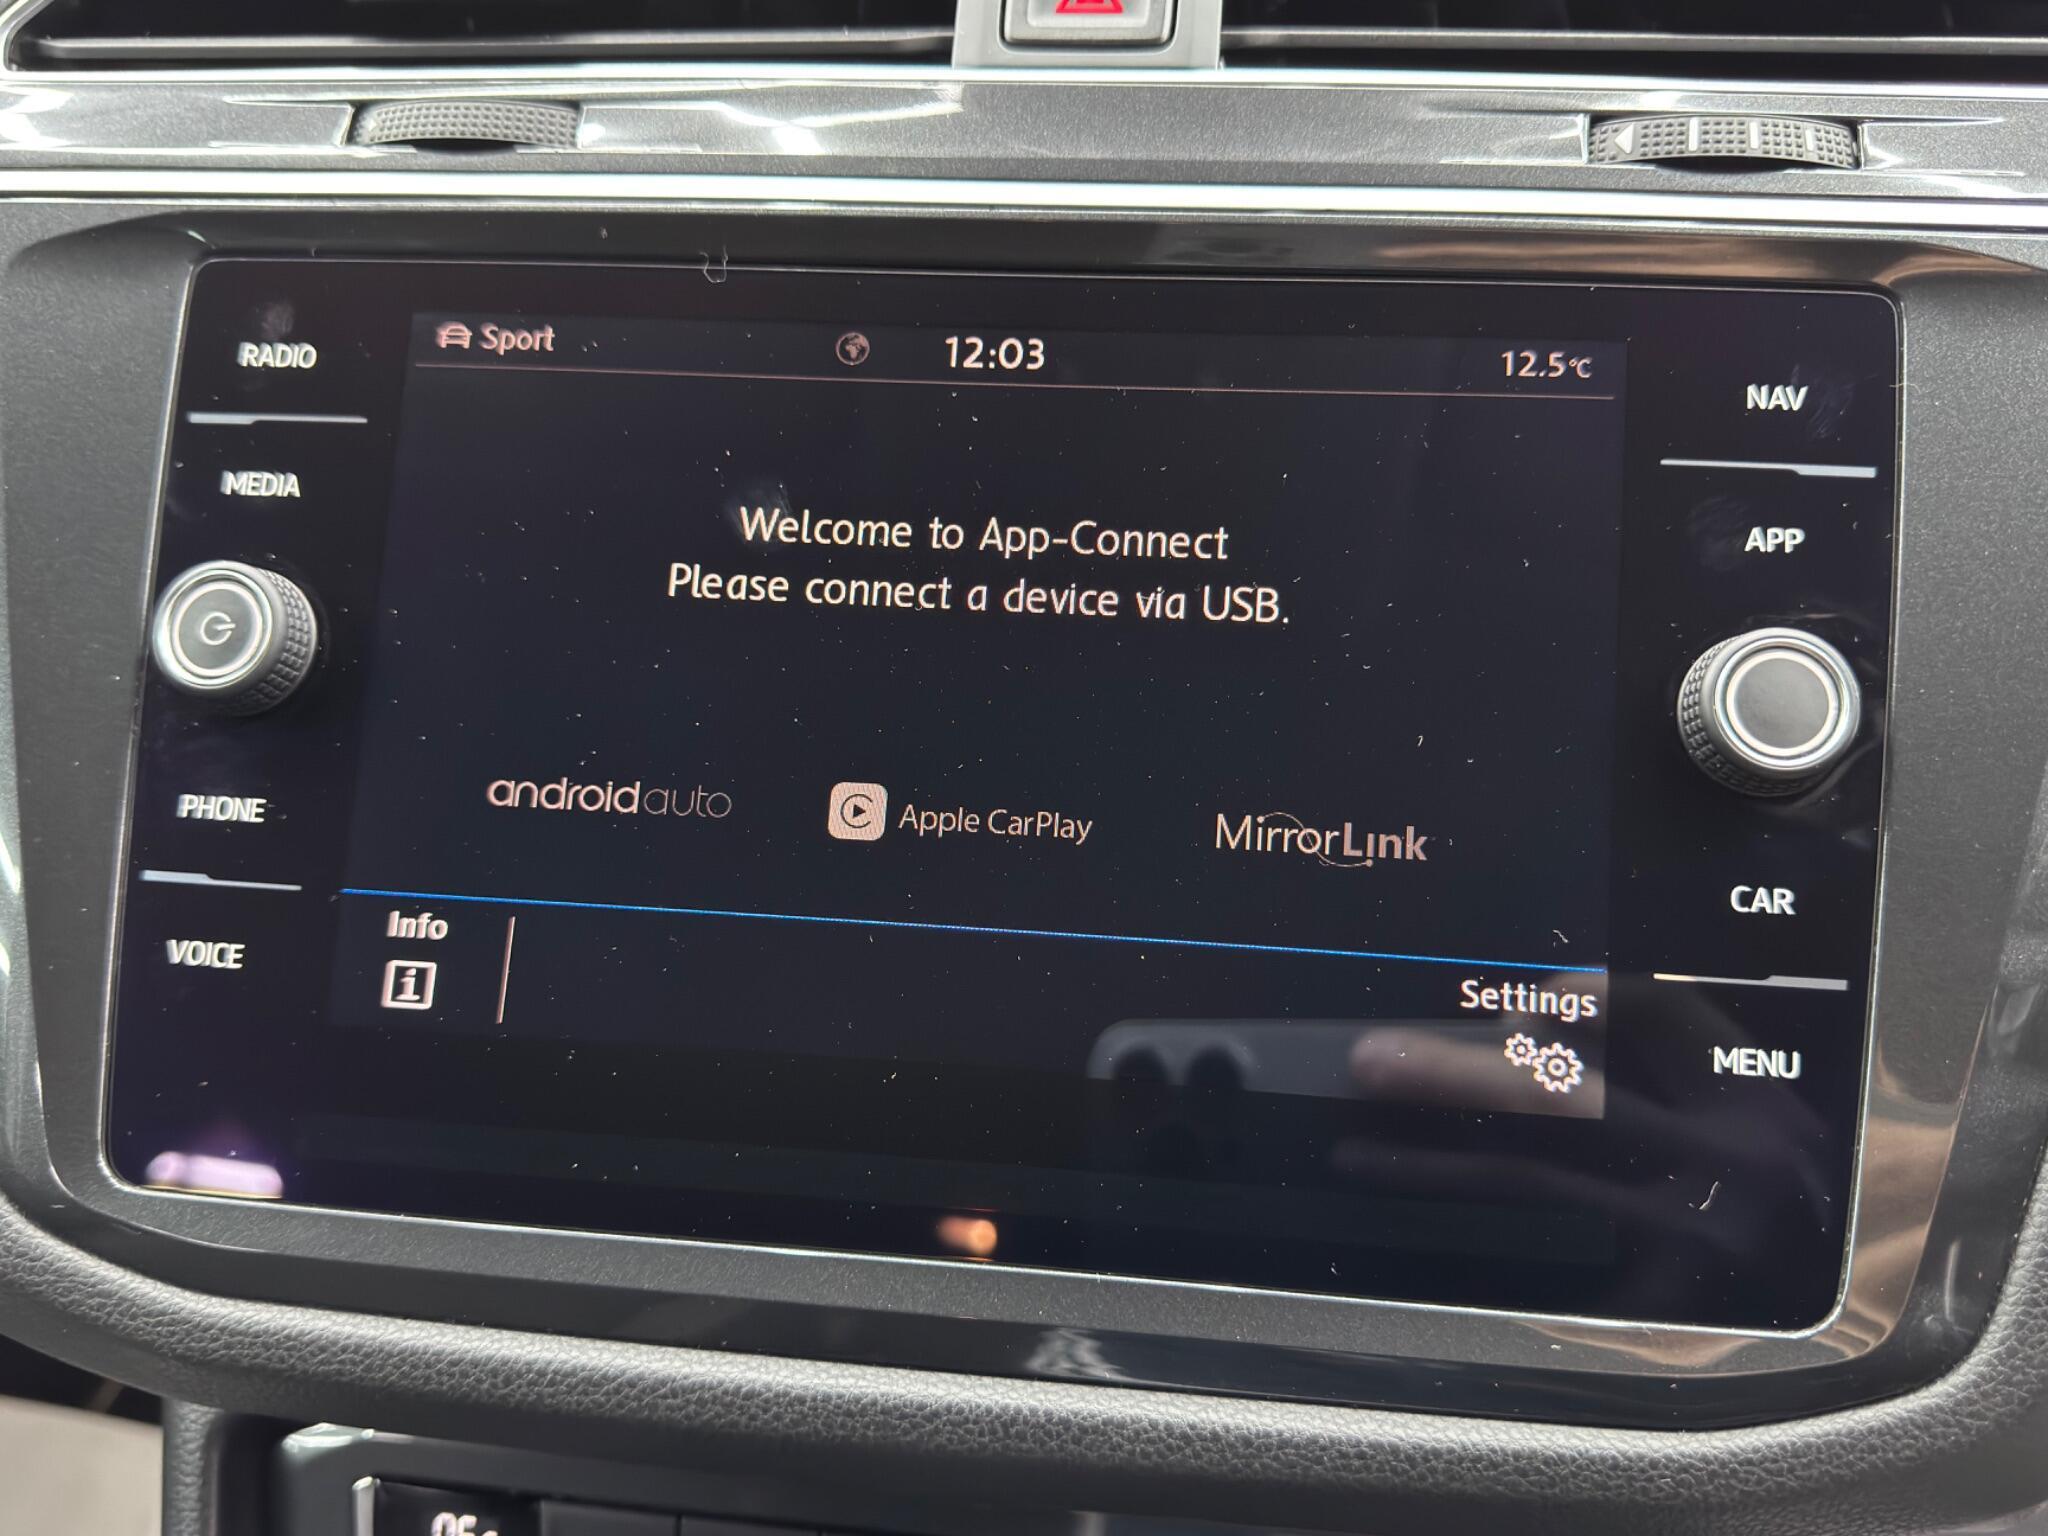 Sport
12:03
12.5°C
RADIO
MEDIA
PHONE
VOICE
Welcome to App-Connect
Please connect a device via USB.
androidauto
Apple CarPlay
MirrorLink
Info
i
Settings
NAV
APP
CAR
MENU